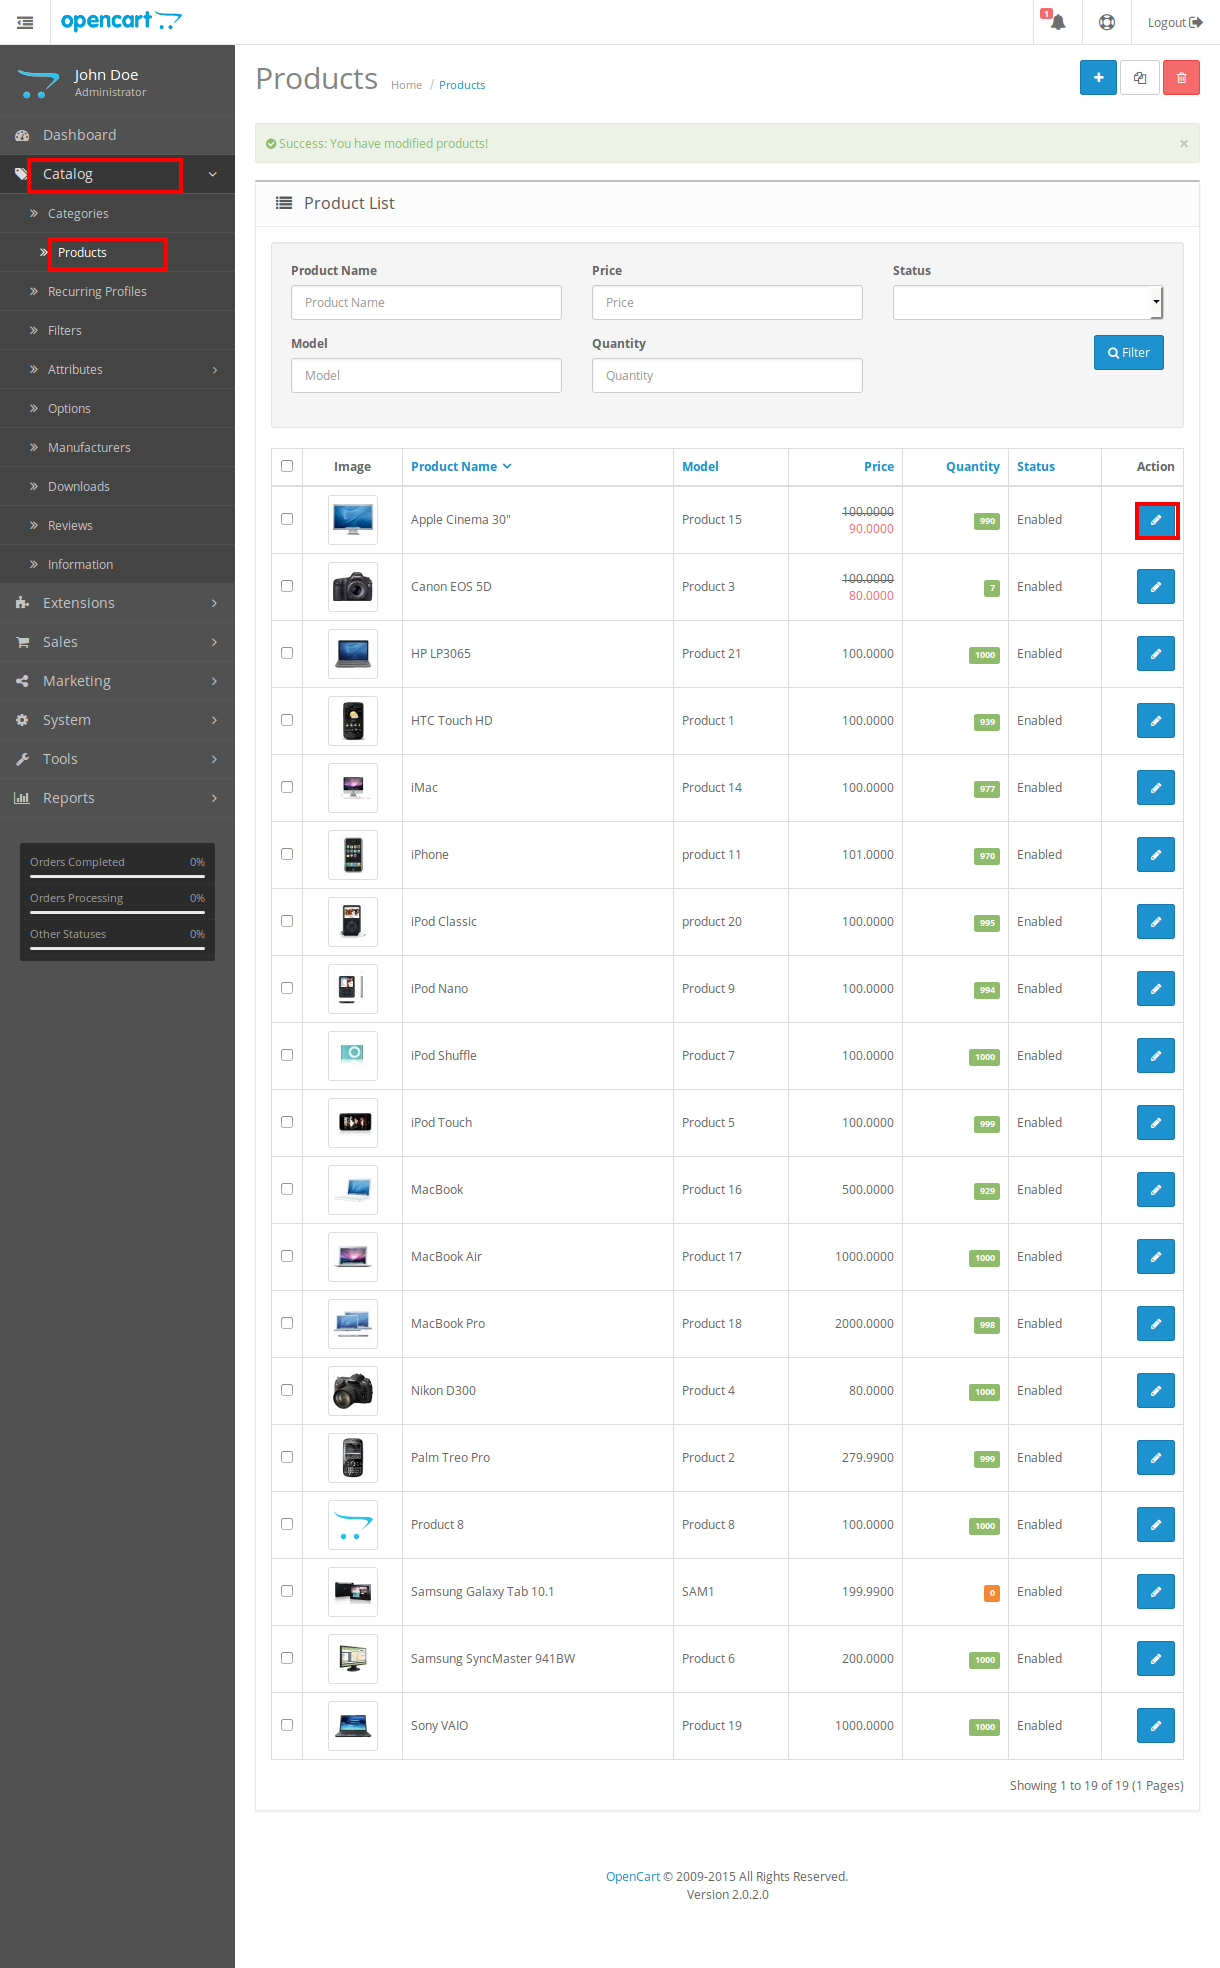 opencart
1
Logout
John Doe
Administrator
Dashboard
Catalog
Categories
Products
Recurring Profiles
Filters
Attributes
Options
Manufacturers
Downloads
Reviews
Information
Extensions
Sales
Marketing
System
Tools
Reports
Orders Completed 0%
Orders Processing 0%
Other Statuses 0%
Products Home / Products
Success: You have modified products! ×
Product List
Product Name Price Status
Product Name Price
Model Quantity
Filter
Model Quantity
Image Product Name Model Price Quantity Status Action
Apple Cinema 30" Product 15 100.0000 90.0000 990 Enabled
Canon EOS 5D Product 3 100.0000 80.0000 7 Enabled
HP LP3065 Product 21 100.0000 1000 Enabled
HTC Touch HD Product 1 100.0000 939 Enabled
iMac Product 14 100.0000 977 Enabled
iPhone product 11 101.0000 970 Enabled
iPod Classic product 20 100.0000 995 Enabled
iPod Nano Product 9 100.0000 994 Enabled
iPod Shuffle Product 7 100.0000 1000 Enabled
iPod Touch Product 5 100.0000 999 Enabled
MacBook Product 16 500.0000 929 Enabled
MacBook Air Product 17 1000.0000 1000 Enabled
MacBook Pro Product 18 2000.0000 998 Enabled
Nikon D300 Product 4 80.0000 1000 Enabled
Palm Treo Pro Product 2 279.9900 999 Enabled
Product 8 Product 8 100.0000 1000 Enabled
Samsung Galaxy Tab 10.1 SAM1 199.9900 0 Enabled
Samsung SyncMaster 941BW Product 6 200.0000 1000 Enabled
Sony VAIO Product 19 1000.0000 1000 Enabled
Showing 1 to 19 of 19 (1 Pages)
OpenCart © 2009-2015 All Rights Reserved.
Version 2.0.2.0